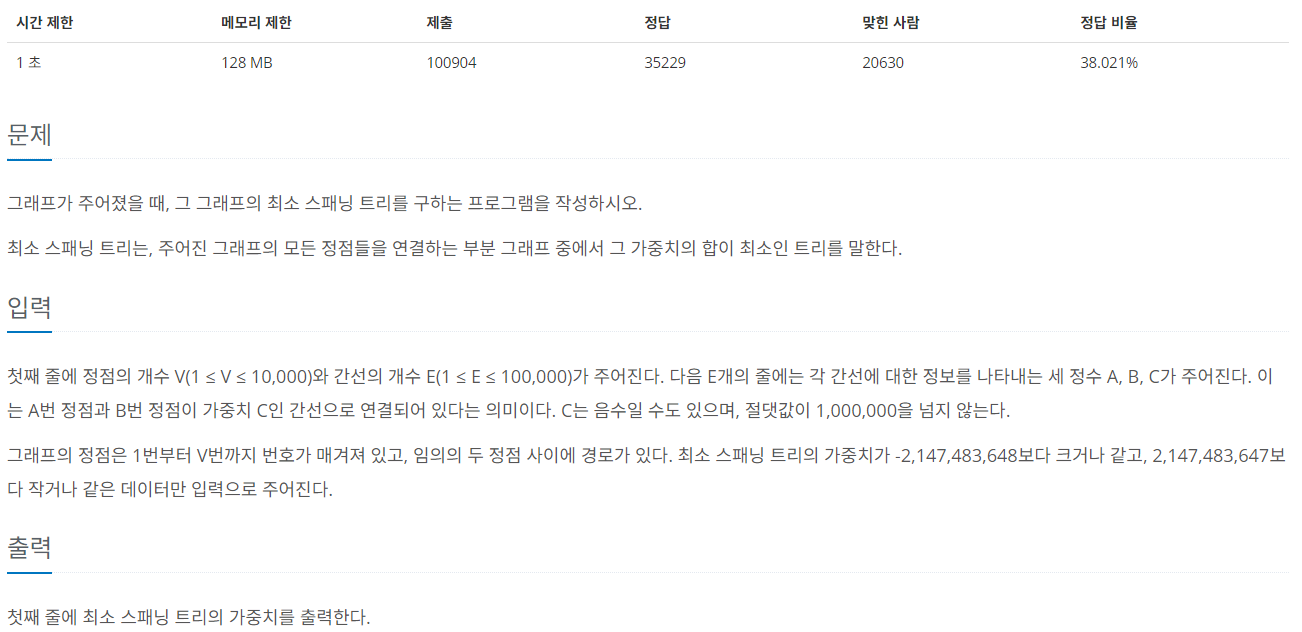 시간 제한 메모리 제한 제출 정답 맞힌 사람 정답 비율
1 초 128 MB 100904 35229 20630 38.021%
문제
그래프가 주어졌을 때, 그 그래프의 최소 스패닝 트리를 구하는 프로그램을 작성하시오.
최소 스패닝 트리는, 주어진 그래프의 모든 정점들을 연결하는 부분 그래프 중에서 그 가중치의 합이 최소인 트리를 말한다.
입력
첫째 줄에 정점의 개수 V(1 ≤ V ≤ 10,000)와 간선의 개수 E(1 ≤ E ≤ 100,000)가 주어진다. 다음 E개의 줄에는 각 간선에 대한 정보를 나타내는 세 정수 A, B, C가 주어진다. 이
는 A번 정점과 B번 정점이 가중치 C인 간선으로 연결되어 있다는 의미이다. C는 음수일 수도 있으며, 절댓값이 1,000,000을 넘지 않는다.
그래프의 정점은 1번부터 V번까지 번호가 매겨져 있고, 임의의 두 정점 사이에 경로가 있다. 최소 스패닝 트리의 가중치가 -2,147,483,648보다 크거나 같고, 2,147,483,647보
다 작거나 같은 데이터만 입력으로 주어진다.
출력
첫째 줄에 최소 스패닝 트리의 가중치를 출력한다.